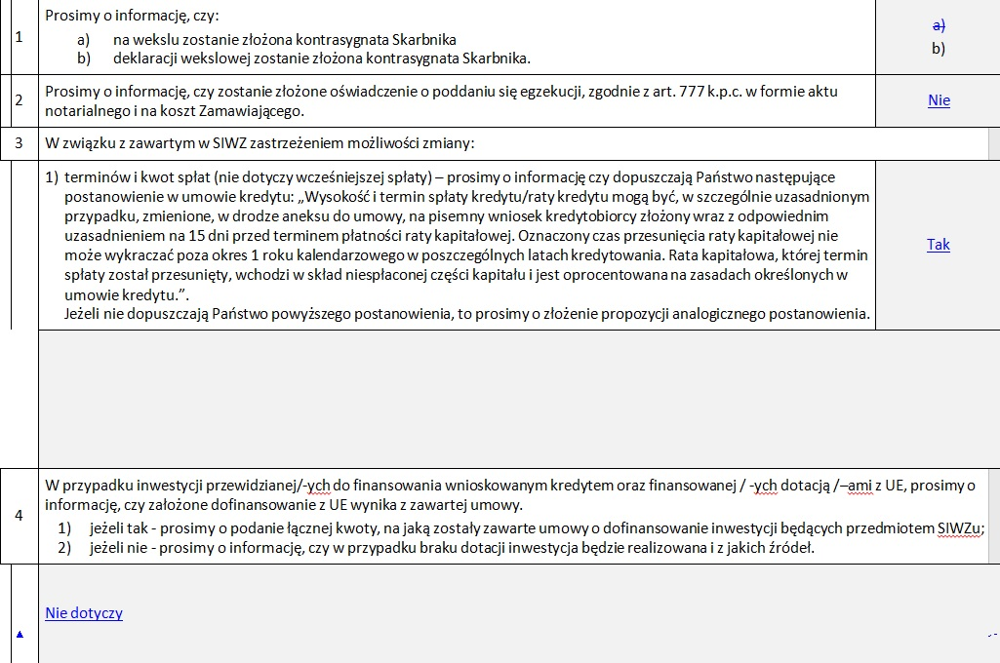 Prosimy o informację, czy:
1
a) na wekslu zostanie złożona kontrasygnata Skarbnika
b) deklaracji wekslowej zostanie złożona kontrasygnata Skarbnika.
a)
b)
2
Prosimy o informację, czy zostanie złożone oświadczenie o poddaniu się egzekucji, zgodnie z art. 777 k.p.c. w formie aktu
notarialnego i na koszt Zamawiającego.
Nie
3 W związku z zawartym w SIWZ zastrzeżeniem możliwości zmiany:
1) terminów i kwot spłat (nie dotyczy wcześniejszej spłaty) – prosimy o informację czy dopuszczają Państwo następujące
postanowienie w umowie kredytu: „Wysokość i termin spłaty kredytu/raty kredytu mogą być, w szczególnie uzasadnionym
przypadku, zmienione, w drodze aneksu do umowy, na pisemny wniosek kredytobiorcy złożony wraz z odpowiednim
uzasadnieniem na 15 dni przed terminem płatności raty kapitałowej. Oznaczony czas przesunięcia raty kapitałowej nie
może wykraczać poza okres 1 roku kalendarzowego w poszczególnych latach kredytowania. Rata kapitałowa, której termin
spłaty został przesunięty, wchodzi w skład niespłaconej części kapitału i jest oprocentowana na zasadach określonych w
umowie kredytu.”.
Jeżeli nie dopuszczają Państwo powyższego postanowienia, to prosimy o złożenie propozycji analogicznego postanowienia.
Tak
4
W przypadku inwestycji przewidzianej/-ych do finansowania wnioskowanym kredytem oraz finansowanej / -ych dotacją /–ami z UE, prosimy o
informację, czy założone dofinansowanie z UE wynika z zawartej umowy.
1) jeżeli tak - prosimy o podanie łącznej kwoty, na jaką zostały zawarte umowy o dofinansowanie inwestycji będących przedmiotem SIWZu;
2) jeżeli nie - prosimy o informację, czy w przypadku braku dotacji inwestycja będzie realizowana i z jakich źródeł.
Nie dotyczy